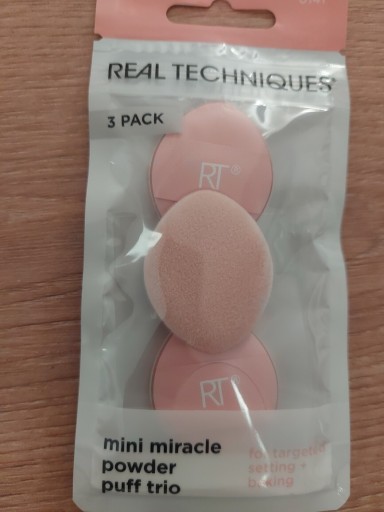 REAL TECHNIQUES®
3 PACK
RT®
RT®
mini miracle
powder
puff trio
for targeted
setting +
baking